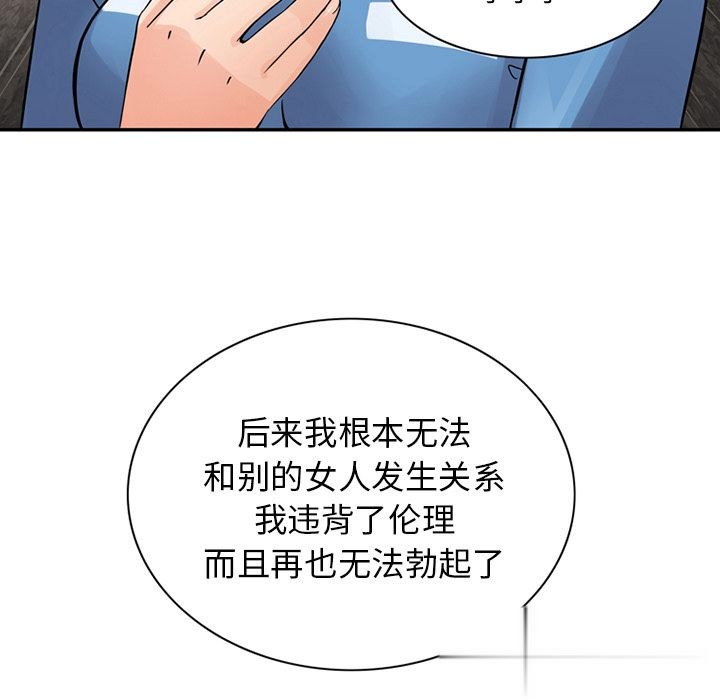 后来我根本无法
和别的女人发生关系
我违背了伦理
而且再也无法勃起了